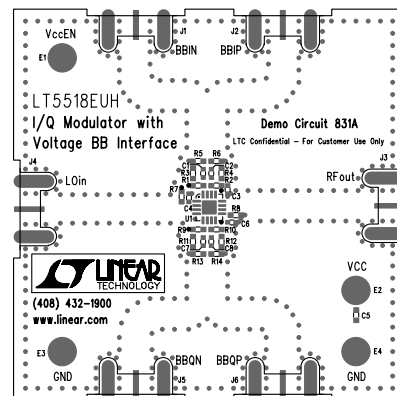 VccEN
J1
J2
E1
BBIN
BBIP
LT5518EUH
I/Q Modulator with
Voltage BB Interface
Demo Circuit 831A
LTC Confidential - For Customer Use Only
J4
J3
LOin
RFout
R5 R6
C1
R3 R4
R1 R2
R7
C3
C4
R8
U1
C6
R9 R10
R11 R12
C7 C8
R13 R14
LINEAR
TECHNOLOGY
(408) 432-1900
www.linear.com
VCC
E2
C5
E3
E4
GND
GND
BBQN
BBQP
J5
J6